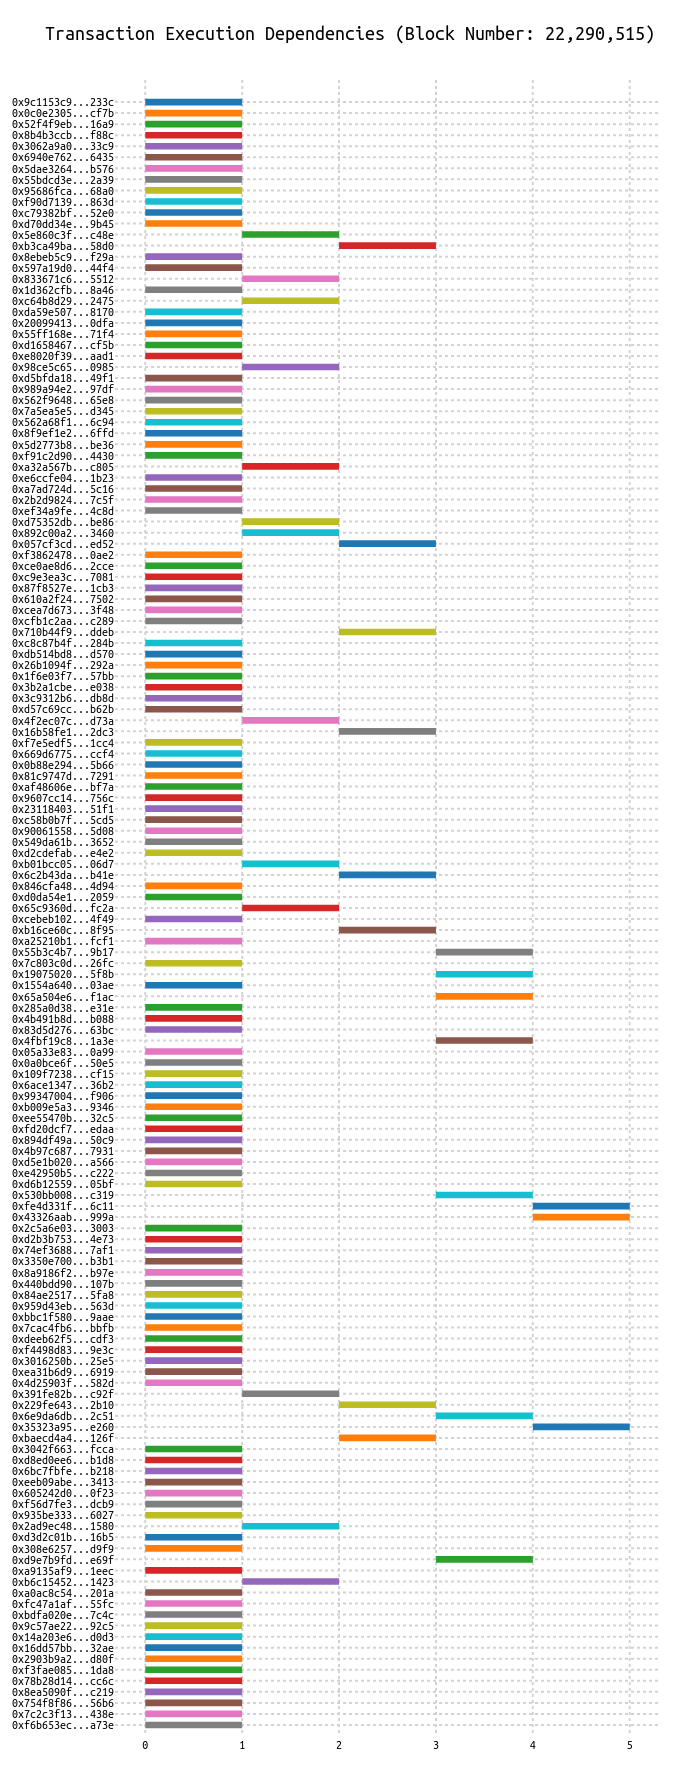 Transaction Execution Dependencies (Block Number: 22,290,515)
0x9c1153c9...233c
0x0c0e2305...cf7b
0x52f4f9eb...16a9
0x8b4b3ccb...f88c
0x3062a9a0...33c9
0x6940e762...6435
0x5dae3264...b576
0x55bdcd3e...2a39
0x95686fca...68a0
0xf90d7139...863d
0xc79382bf...52e0
0xd70dd34e...9b45
0x5e860c3f...c48e
0xb3ca49ba...58d0
0x8ebeb5c9...f29a
0x597a19d0...44f4
0x833671c6...5512
0x1d362cfb...8a46
0xc64b8d29...2475
0xda59e507...8170
0x20099413...0dfa
0x55ff168e...71f4
0xd1658467...cf5b
0xe8020f39...aad1
0x98ce5c65...0985
0xd5bfda18...49f1
0x989a94e2...97df
0x562f9648...65e8
0x7a5ea5e5...d345
0x562a68f1...6c94
0x8f9ef1e2...6ffd
0x5d2773b8...be36
0xf91c2d90...4430
0xa32a567b...c805
0xe6ccfe04...1b23
0xa7ad724d...5c16
0x2b2d9824...7c5f
0xef34a9fe...4c8d
0xd75352db...be86
0x892c00a2...3460
0x057cf3cd...ed52
0xf3862478...0ae2
0xce0ae8d6...2cce
0xc9e3ea3c...7081
0x87f8527e...1cb3
0x610a2f24...7502
0xcea7d673...3f48
0xcfb1c2aa...c289
0x710b44f9...ddeb
0xc8c87b4f...284b
0xdb514bd8...d570
0x26b1094f...292a
0x1f6e03f7...57bb
0x3b2a1cbe...e038
0x3c9312b6...db8d
0xd57c69cc...b62b
0x4f2ec07c...d73a
0x16b58fe1...2dc3
0xf7e5edf5...1cc4
0x669d6775...ccf4
0x0b88e294...5b66
0x81c9747d...7291
0xaf48606e...bf7a
0x9607cc14...756c
0x23118403...51f1
0xc58b0b7f...5cd5
0x90061558...5d08
0x549da61b...3652
0xd2cdefab...e4e2
0xb01bcc05...06d7
0x6c2b43da...b41e
0x846cfa48...4d94
0xd0da54e1...2059
0x65c9360d...fc2a
0xcebeb102...4f49
0xb16ce60c...8f95
0xa25210b1...fcf1
0x55b3c4b7...9b17
0x7c803c0d...26fc
0x19075020...5f8b
0x1554a640...03ae
0x65a504e6...f1ac
0x285a0d38...e31e
0x4b491b8d...b088
0x83d5d276...63bc
0x4fbf19c8...1a3e
0x05a33e83...0a99
0x0a0bce6f...50e5
0x109f7238...cf15
0x6ace1347...36b2
0x99347004...f906
0xb009e5a3...9346
0xee55470b...32c5
0xfd20dcf7...edaa
0x894df49a...50c9
0x4b97c687...7931
0xd5e1b020...a566
0xe42950b5...c222
0xd6b12559...05bf
0x530bb008...c319
0xfe4d331f...6c11
0x43326aab...999a
0x2c5a6e03...3003
0xd2b3b753...4e73
0x74ef3688...7af1
0x3350e700...b3b1
0x8a9186f2...b97e
0x440bdd90...107b
0x84ae2517...5fa8
0x959d43eb...563d
0xbbc1f580...9aae
0x7cac4fb6...bbfb
0xdeeb62f5...cdf3
0xf4498d83...9e3c
0x3016250b...25e5
0xea31b6d9...6919
0x4d25903f...582d
0x391fe82b...c92f
0x229fe643...2b10
0x6e9da6db...2c51
0x35323a95...e260
0xbaecd4a4...126f
0x3042f663...fcca
0xd8ed0ee6...b1d8
0x6bc7fbfe...b218
0xeeb09abe...3413
0x605242d0...0f23
0xf56d7fe3...dcb9
0x935be333...6027
0x2ad9ec48...1580
0xd3d2c01b...16b5
0x308e6257...d9f9
0xd9e7b9fd...e69f
0xa9135af9...1eec
0xb6c15452...1423
0xa0ac8c54...201a
0xfc47a1af...55fc
0xbdfa020e...7c4c
0x9c57ae22...92c5
0x14a203e6...d0d3
0x16dd57bb...32ae
0x2903b9a2...d80f
0xf3fae085...1da8
0x78b28d14...cc6c
0x8ea5090f...c219
0x754f8f86...56b6
0x7c2c3f13...438e
0xf6b653ec...a73e
0 1 2 3 4 5